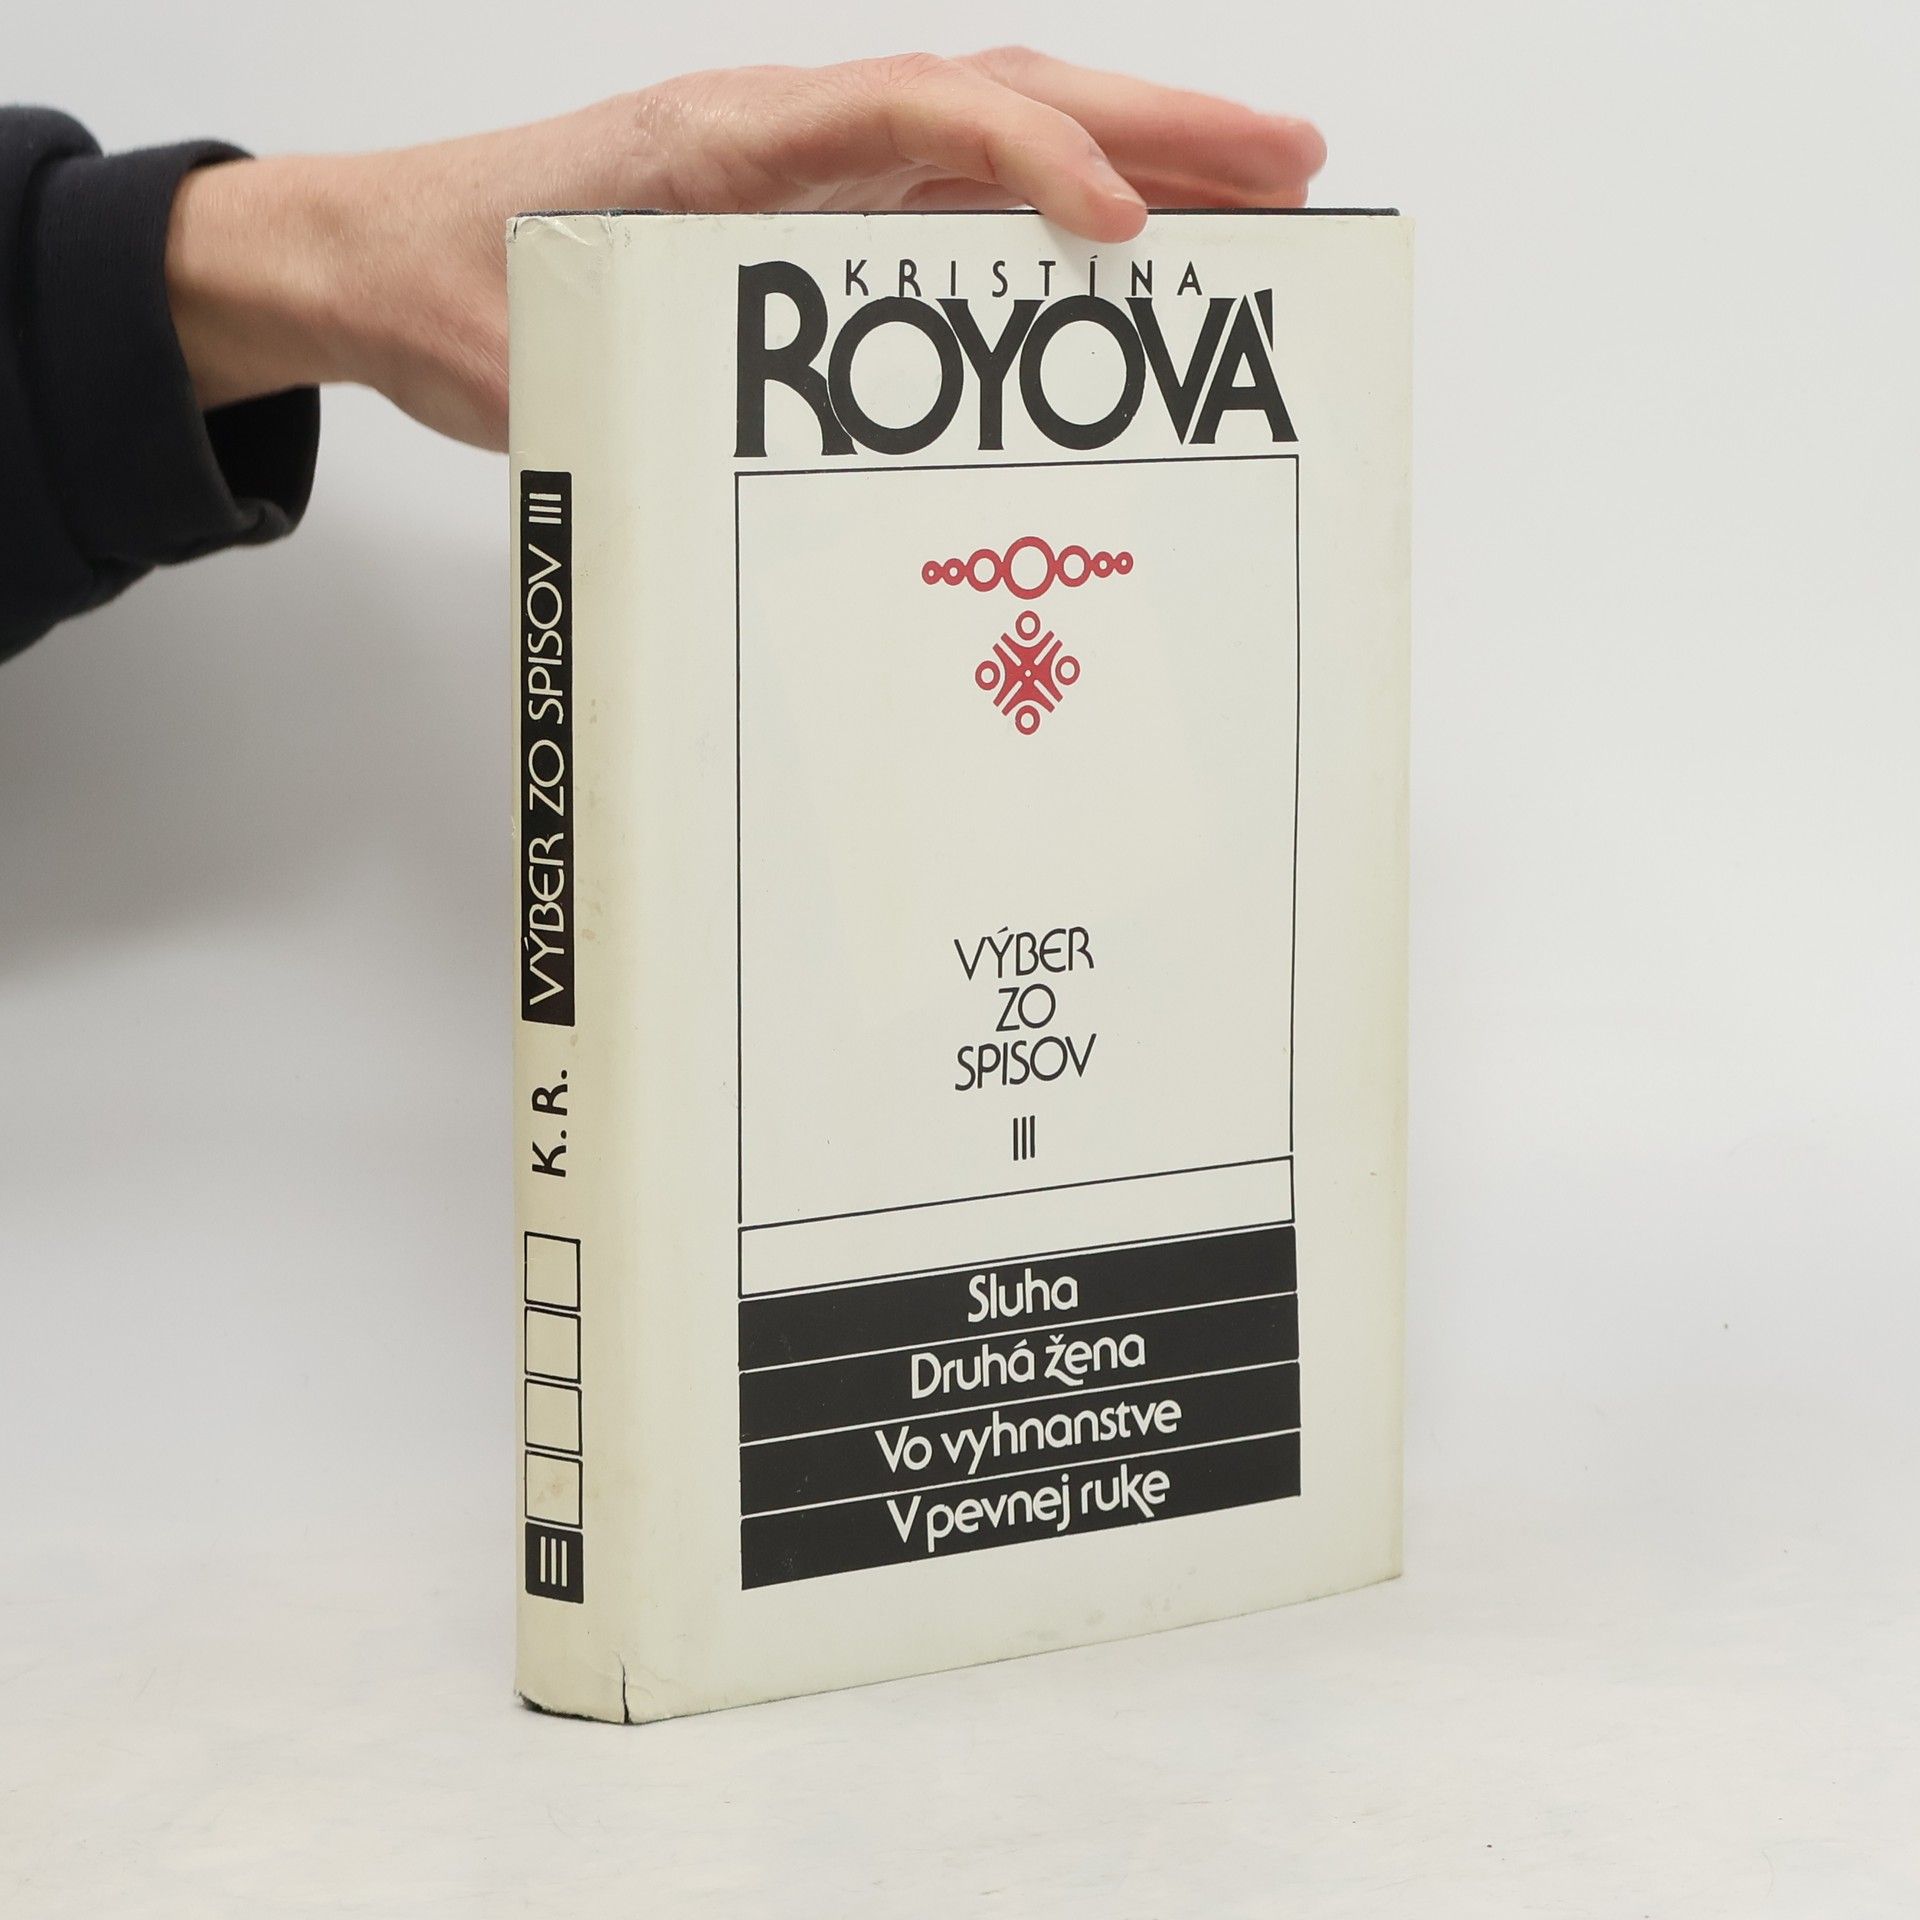 KRISTÍNA
ROYOVÁ
VÝBER
ZO
SPISOV
III
Sluha
Druhá žena
Vo vyhnanstve
V pevnej ruke
K. R. VÝBER ZO SPISOV III
III